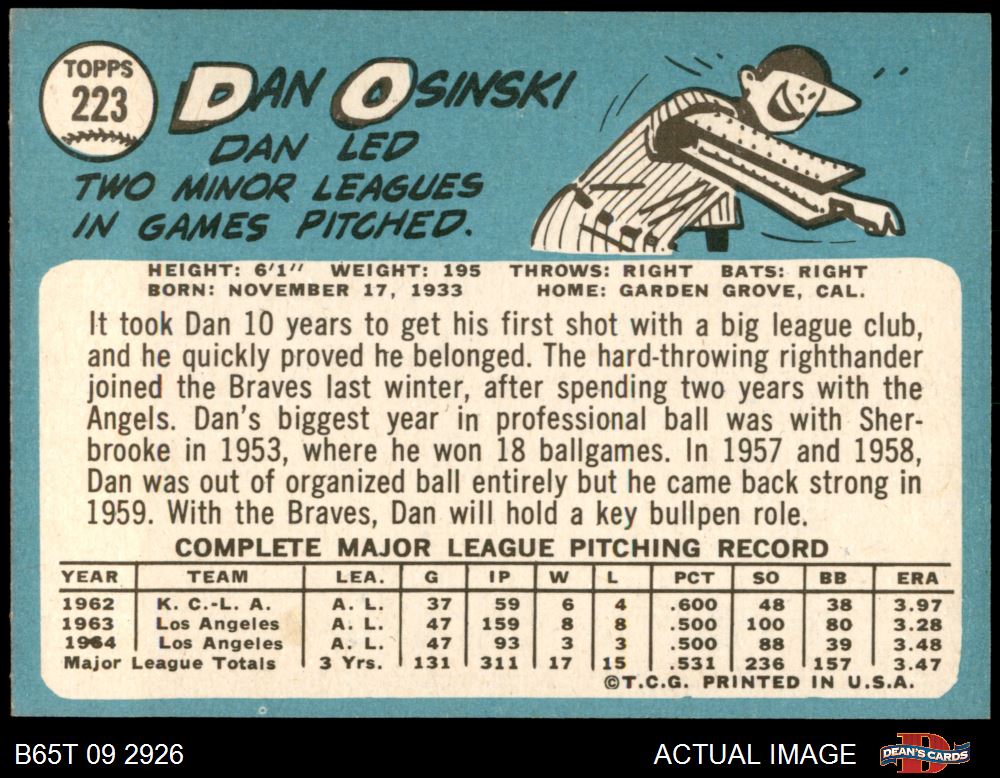 TOPPS
223
DAN OSINSKI
DAN LED
TWO MINOR LEAGUES
IN GAMES PITCHED.
HEIGHT: 6'1" WEIGHT: 195 THROWS: RIGHT BATS: RIGHT
BORN: NOVEMBER 17, 1933 HOME: GARDEN GROVE, CAL.
It took Dan 10 years to get his first shot with a big league club,
and he quickly proved he belonged. The hard-throwing righthander
joined the Braves last winter, after spending two years with the
Angels. Dan's biggest year in professional ball was with Sher-
brooke in 1953, where he won 18 ballgames. In 1957 and 1958,
Dan was out of organized ball entirely but he came back strong in
1959. With the Braves, Dan will hold a key bullpen role.
COMPLETE MAJOR LEAGUE PITCHING RECORD
YEAR TEAM LEA. G IP W L PCT SO BB ERA
1962 K. C.-L. A. A. L. 37 59 6 4 .600 48 38 3.97
1963 Los Angeles A. L. 47 159 8 8 .500 100 80 3.28
1964 Los Angeles A. L. 47 93 3 3 .500 88 39 3.48
Major League Totals 3 Yrs. 131 311 17 15 .531 236 157 3.47
©T.C.G. PRINTED IN U.S.A.
B65T 09 2926 ACTUAL IMAGE DEAN'S CARDS